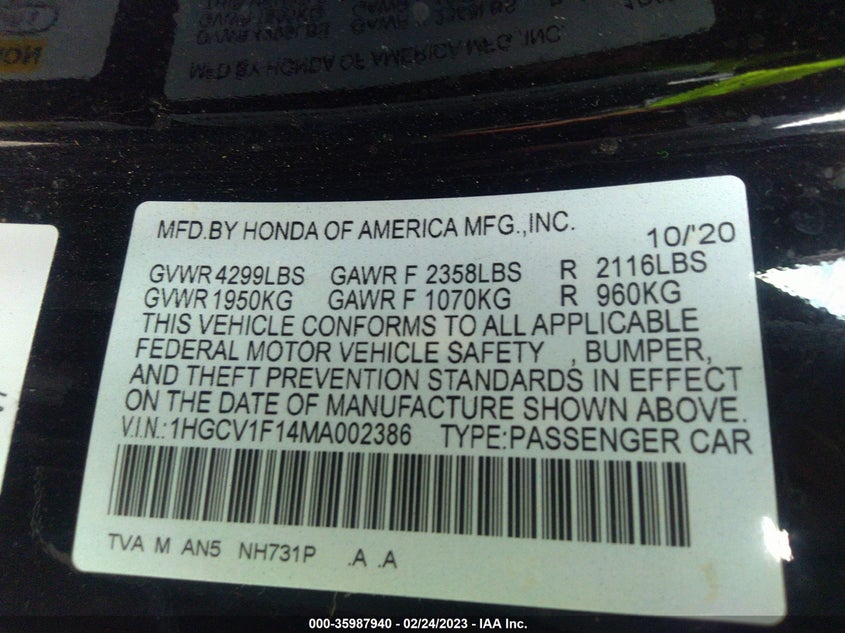 MFD.BY HONDA OF AMERICA MFG.,INC.
10/'20
GVWR 4299LBS GAWR F 2358LBS R 2116LBS
GVWR 1950KG GAWR F 1070KG R 960KG
THIS VEHICLE CONFORMS TO ALL APPLICABLE
FEDERAL MOTOR VEHICLE SAFETY , BUMPER,
AND THEFT PREVENTION STANDARDS IN EFFECT
ON THE DATE OF MANUFACTURE SHOWN ABOVE.
V.I.N.:1HGCV1F14MA002386 TYPE:PASSENGER CAR
TVA M AN5 NH731P .A .A
000-35987940 - 02/24/2023 - IAA Inc.